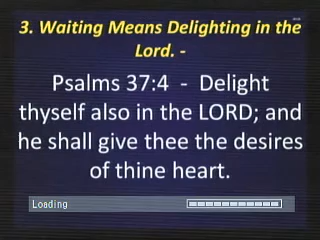 3. Waiting Means Delighting in the
Lord. -
Psalms 37:4 - Delight
thyself also in the LORD; and
he shall give thee the desires
of thine heart.
Loading